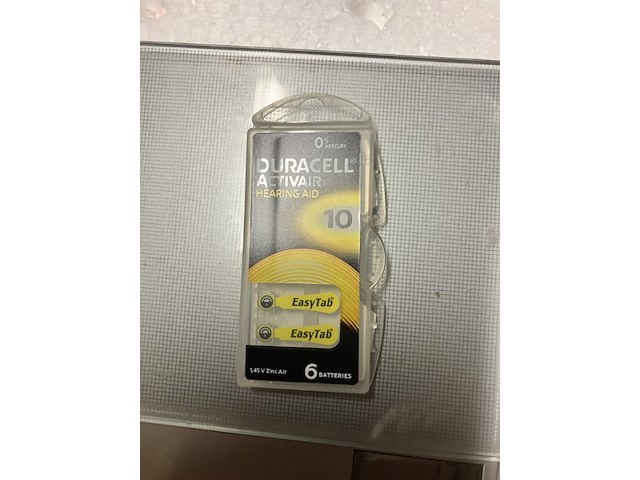 0% MERCURY
DURACELL®
ACTIVAIR
HEARING AID
10
EasyTab
EasyTab
1,45 V Zinc Air
6 BATTERIES